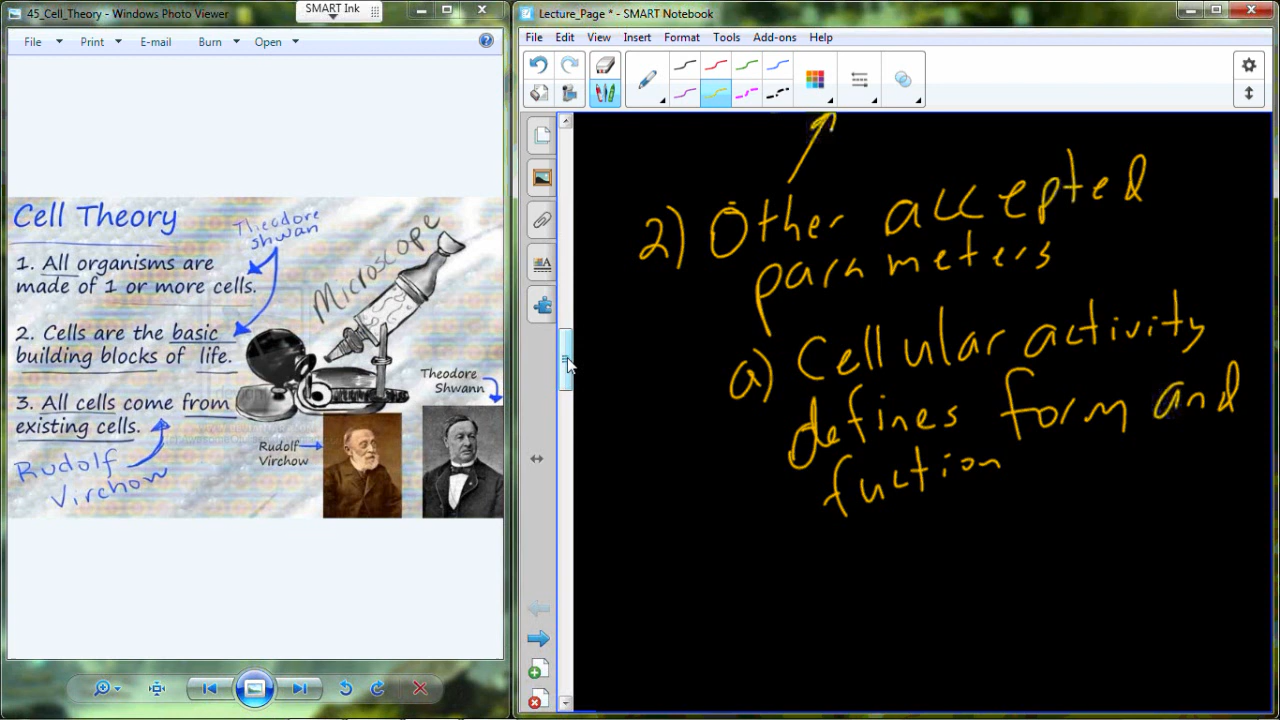 45_Cell_Theory - Windows Photo Viewer
SMART Ink
File Print E-mail Burn Open
Cell Theory
Theodore
Shwan
1. All organisms are
made of 1 or more cells.
Microscope
2. Cells are the basic
building blocks of life.
Theodore
Shwann
3. All cells come from
existing cells.
Rudolf
Virchow
Rudolf
Virchow
Lecture_Page * - SMART Notebook
File Edit View Insert Format Tools Add-ons Help
2) Other accepted
parameters
a) Cellular activity
defines form and
fuction